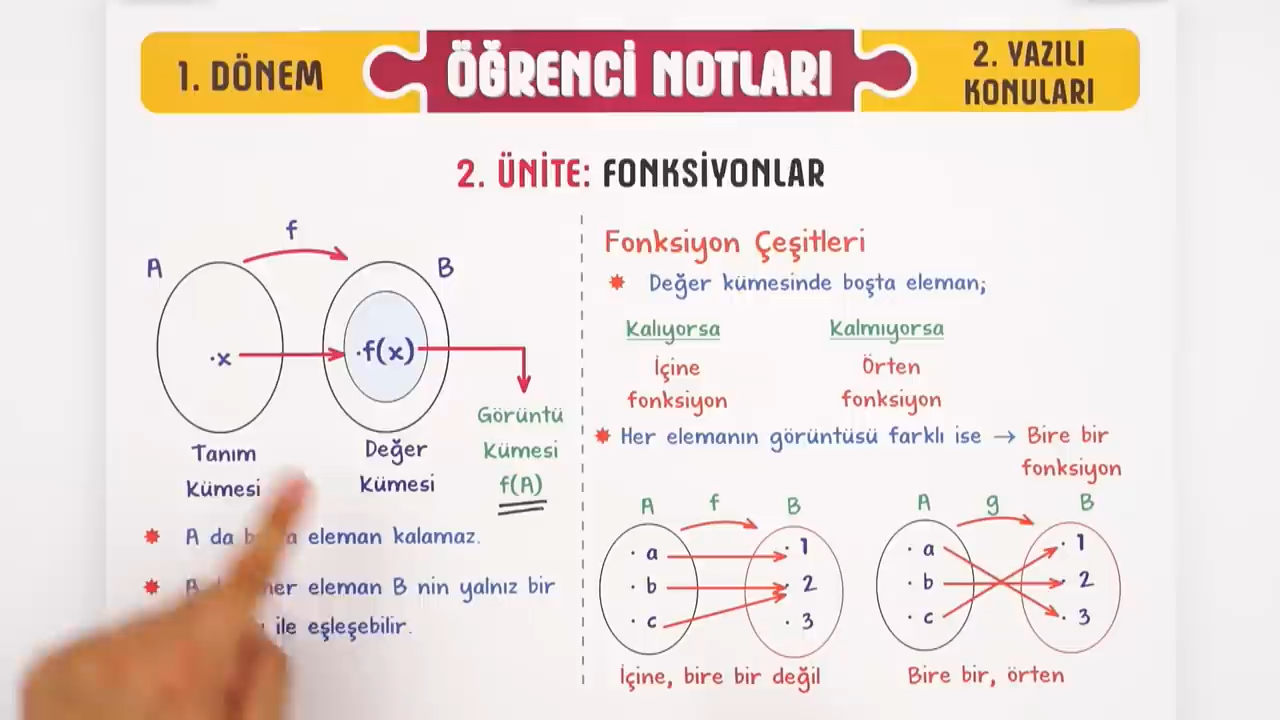 1. DÖNEM
ÖĞRENCİ NOTLARI
2. YAZILI
KONULARI
2. ÜNİTE: FONKSİYONLAR
f
A
B
·x
·f(x)
Tanım
Kümesi
Değer
Kümesi
Görüntü
Kümesi
f(A)
A da eleman kalamaz.
her eleman B nin yalnız bir
ile eşleşebilir.
Fonksiyon Çeşitleri
Değer kümesinde boşta eleman;
Kalıyorsa
İçine
fonksiyon
Kalmıyorsa
Örten
fonksiyon
Her elemanın görüntüsü farklı ise → Bire bir
fonksiyon
A f B
· a · 1
· b · 2
· c · 3
İçine, bire bir değil
A g B
· a · 1
· b · 2
· c · 3
Bire bir, örten